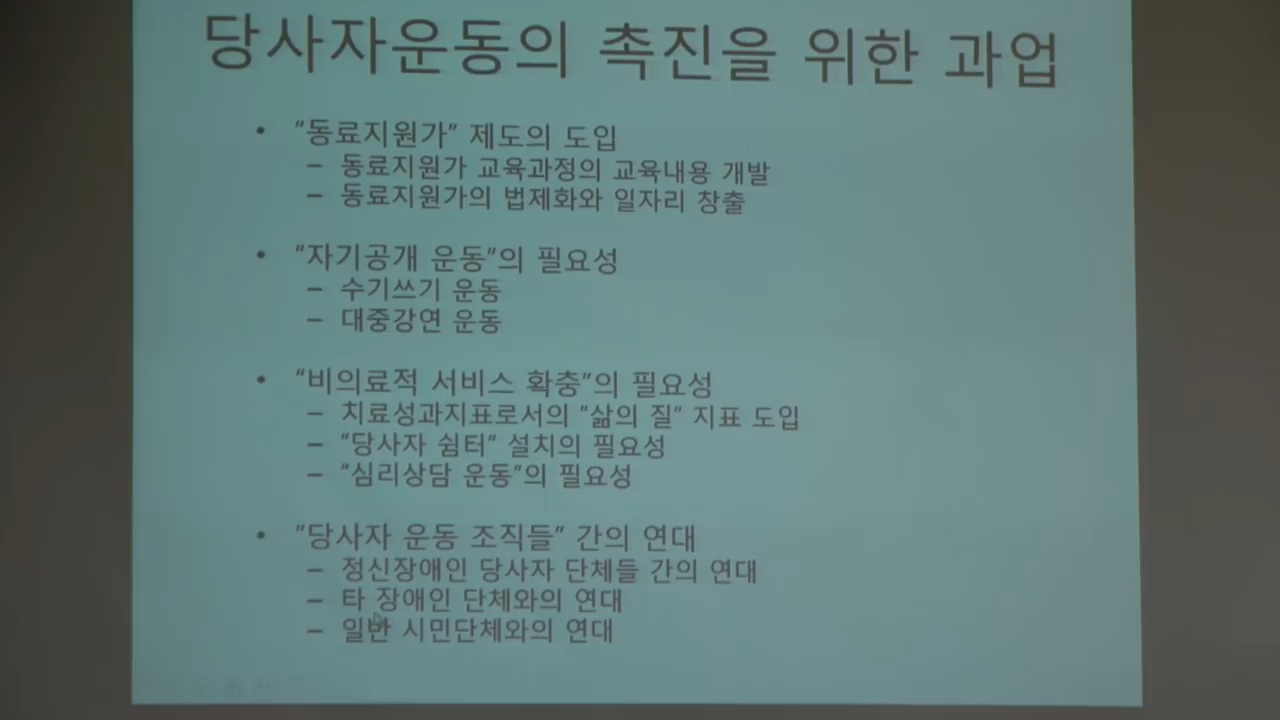 당사자운동의 촉진을 위한 과업
• "동료지원가" 제도의 도입
– 동료지원가 교육과정의 교육내용 개발
– 동료지원가의 법제화와 일자리 창출
• "자기공개 운동"의 필요성
– 수기쓰기 운동
– 대중강연 운동
• "비의료적 서비스 확충"의 필요성
– 치료성과지표로서의 "삶의 질" 지표 도입
– "당사자 쉼터" 설치의 필요성
– "심리상담 운동"의 필요성
• "당사자 운동 조직들" 간의 연대
– 정신장애인 당사자 단체들 간의 연대
– 타 장애인 단체와의 연대
– 일반 시민단체와의 연대